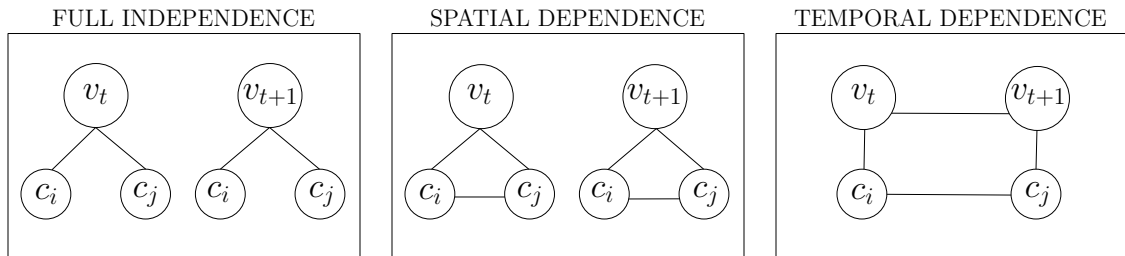 FULL INDEPENDENCE SPATIAL DEPENDENCE TEMPORAL DEPENDENCE
v_t v_{t+1} v_t v_{t+1} v_t v_{t+1}
c_i c_j c_i c_j c_i c_j c_i c_j c_i c_j